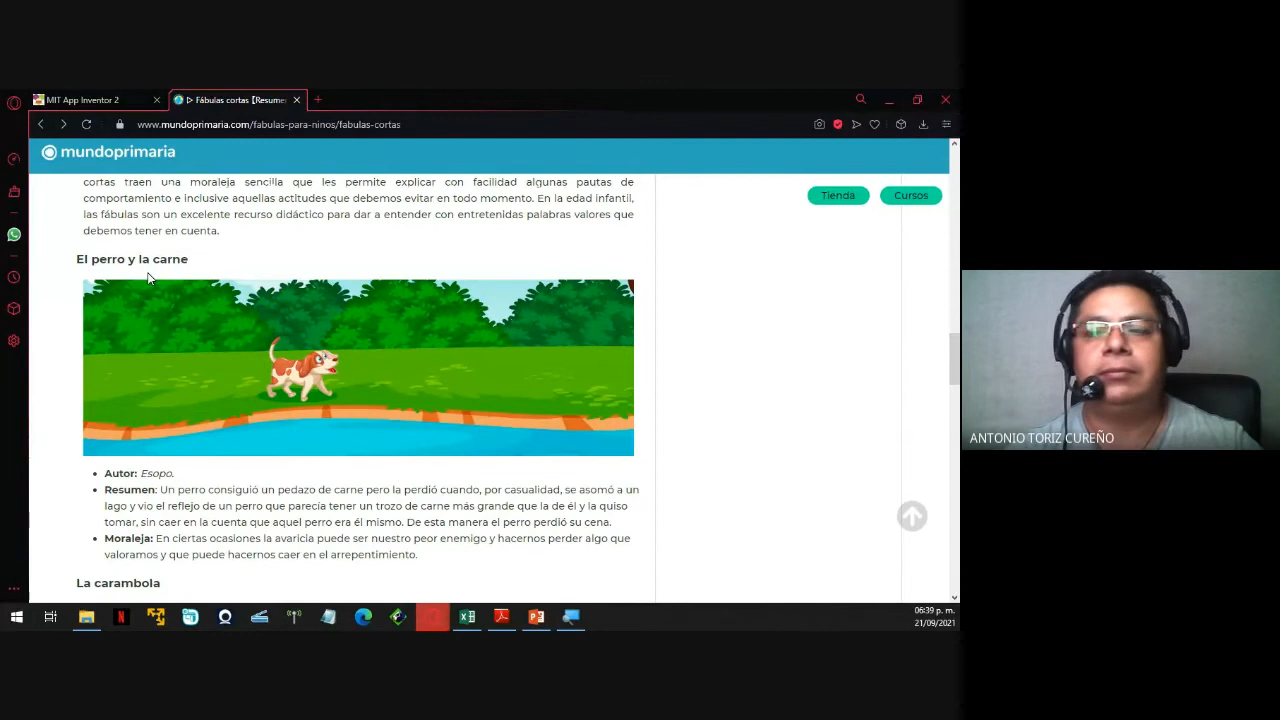 MIT App Inventor 2
Fábulas cortas [Resume
www.mundoprimaria.com/fabulas-para-ninos/fabulas-cortas
mundoprimaria
Tienda
Cursos
cortas traen una moraleja sencilla que les permite explicar con facilidad algunas pautas de
comportimiento e inclusive aquellas actitudes que debemos evitar en todo momento. En la edad infantil,
las fábulas son un excelente recurso didáctico para dar a entender con entretenidas palabras valores que
debemos tener en cuenta.
El perro y la carne
• Autor: Esopo.
• Resumen: Un perro consiguió un pedazo de carne pero la perdió cuando, por casualidad, se asomó a un
lago y vio el reflejo de un perro que parecía tener un trozo de carne más grande que la de él y la quiso
tomar, sin caer en la cuenta que aquel perro era él mismo. De esta manera el perro perdió su cena.
• Moraleja: En ciertas ocasiones la avaricia puede ser nuestro peor enemigo y hacernos perder algo que
valoramos y que puede hacernos caer en el arrepentimiento.
La carambola
06:39 p. m.
21/09/2021
ANTONIO TORIZ CUREÑO